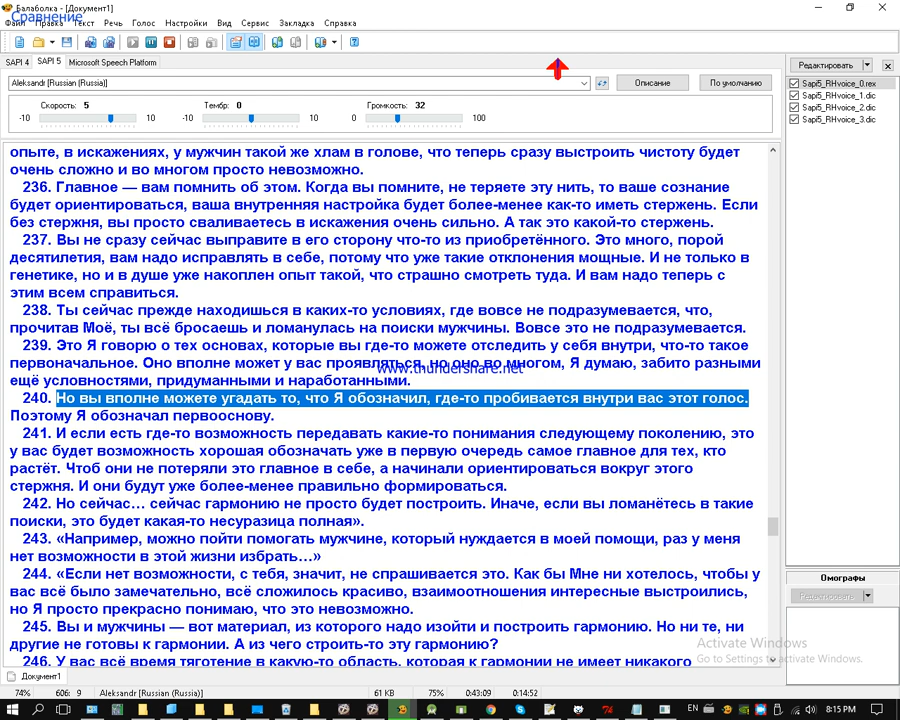 Балаболка - [Документ1]
Сравнение
Файл Правка Текст Речь Голос Настройки Вид Сервис Закладка Справка
SAPI 4 SAPI 5 Microsoft Speech Platform
Редактировать
Aleksandr [Russian (Russia)]
Описание По умолчанию
Sapi5_RHvoice_0.rex
Sapi5_RHvoice_1.dic
Sapi5_RHvoice_2.dic
Sapi5_RHvoice_3.dic
Скорость: 5 Тембр: 0 Громкость: 32
-10 10 -10 10 0 100
опыте, в искажениях, у мужчин такой же хлам в голове, что теперь сразу выстроить чистоту будет
очень сложно и во многом просто невозможно.
236. Главное — вам помнить об этом. Когда вы помните, не теряете эту нить, то ваше сознание
будет ориентироваться, ваша внутренняя настройка будет более-менее как-то иметь стержень. Если
без стержня, вы просто сваливаетесь в искажения очень сильно. А так это какой-то стержень.
237. Вы не сразу сейчас выправите в его сторону что-то из приобретённого. Это много, порой
десятилетия, вам надо исправлять в себе, потому что уже такие отклонения мощные. И не только в
генетике, но и в душе уже накоплен опыт такой, что страшно смотреть туда. И вам надо теперь с
этим всем справиться.
238. Ты сейчас прежде находишься в каких-то условиях, где вовсе не подразумевается, что,
прочитав Моё, ты всё бросаешь и ломанулась на поиски мужчины. Вовсе это не подразумевается.
239. Это Я говорю о тех основах, которые вы где-то можете отследить у себя внутри, что-то такое
первоначальное. Оно вполне может у вас проявляться, но оно во многом, Я думаю, забито разными
www.thundershare.net
ещё условностями, придуманными и наработанными.
240. Но вы вполне можете угадать то, что Я обозначил, где-то пробивается внутри вас этот голос.
Поэтому Я обозначал первооснову.
241. И если есть где-то возможность передавать какие-то понимания следующему поколению, это
у вас будет возможность хорошая обозначать уже в первую очередь самое главное для тех, кто
растёт. Чтоб они не потеряли это главное в себе, а начинали ориентироваться вокруг этого
стержня. И они будут уже более-менее правильно формироваться.
242. Но сейчас… сейчас гармонию не просто будет построить. Иначе, если вы ломанётесь в такие
поиски, это будет какая-то несуразица полная».
243. «Например, можно пойти помогать мужчине, который нуждается в моей помощи, раз у меня
нет возможности в этой жизни избрать…»
244. «Если нет возможности, с тебя, значит, не спрашивается это. Как бы Мне ни хотелось, чтобы у
вас всё было замечательно, всё сложилось красиво, взаимоотношения интересные выстроились,
но Я просто прекрасно понимаю, что это невозможно.
245. Вы и мужчины — вот материал, из которого надо изойти и построить гармонию. Но ни те, ни
другие не готовы к гармонии. А из чего строить-то эту гармонию?
246. У вас всё время тяготение в какую-то область, которая к гармонии не имеет никакого
Омографы
Редактировать
Activate Windows
Go to Settings to activate Windows.
Документ1
74% 606: 9 Aleksandr [Russian (Russia)] 61 KB 75% 0:43:09 0:14:52
EN 8:15 PM